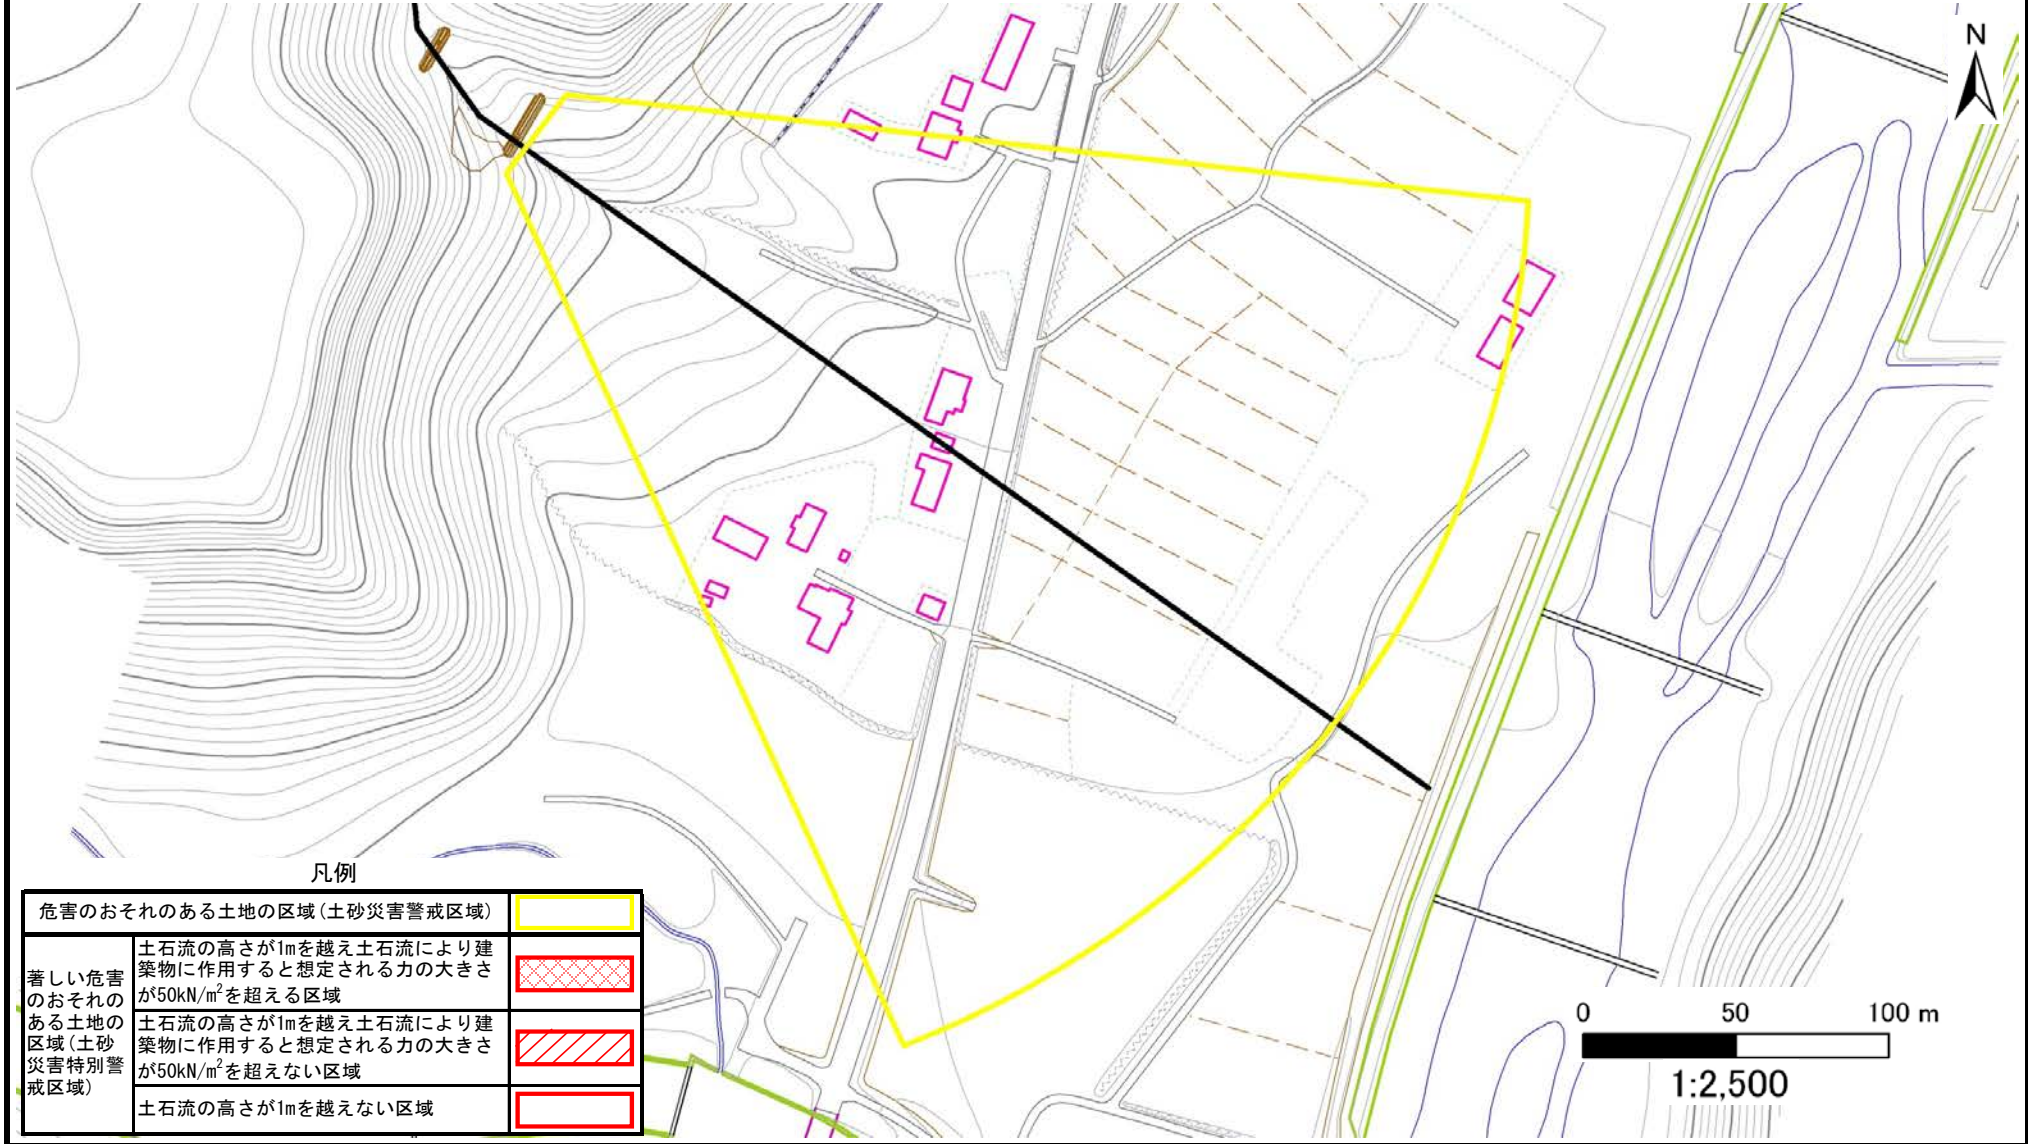 N
凡例
危害のおそれのある土地の区域(土砂災害警戒区域)
著しい危害
のおそれの
ある土地の
区域(土砂
災害特別警
戒区域)
土石流の高さが1mを越え土石流により建
築物に作用すると想定される力の大きさ
が50kN/m²を超える区域
土石流の高さが1mを越え土石流により建
築物に作用すると想定される力の大きさ
が50kN/m²を超えない区域
土石流の高さが1mを越えない区域
0 50 100 m
1:2,500